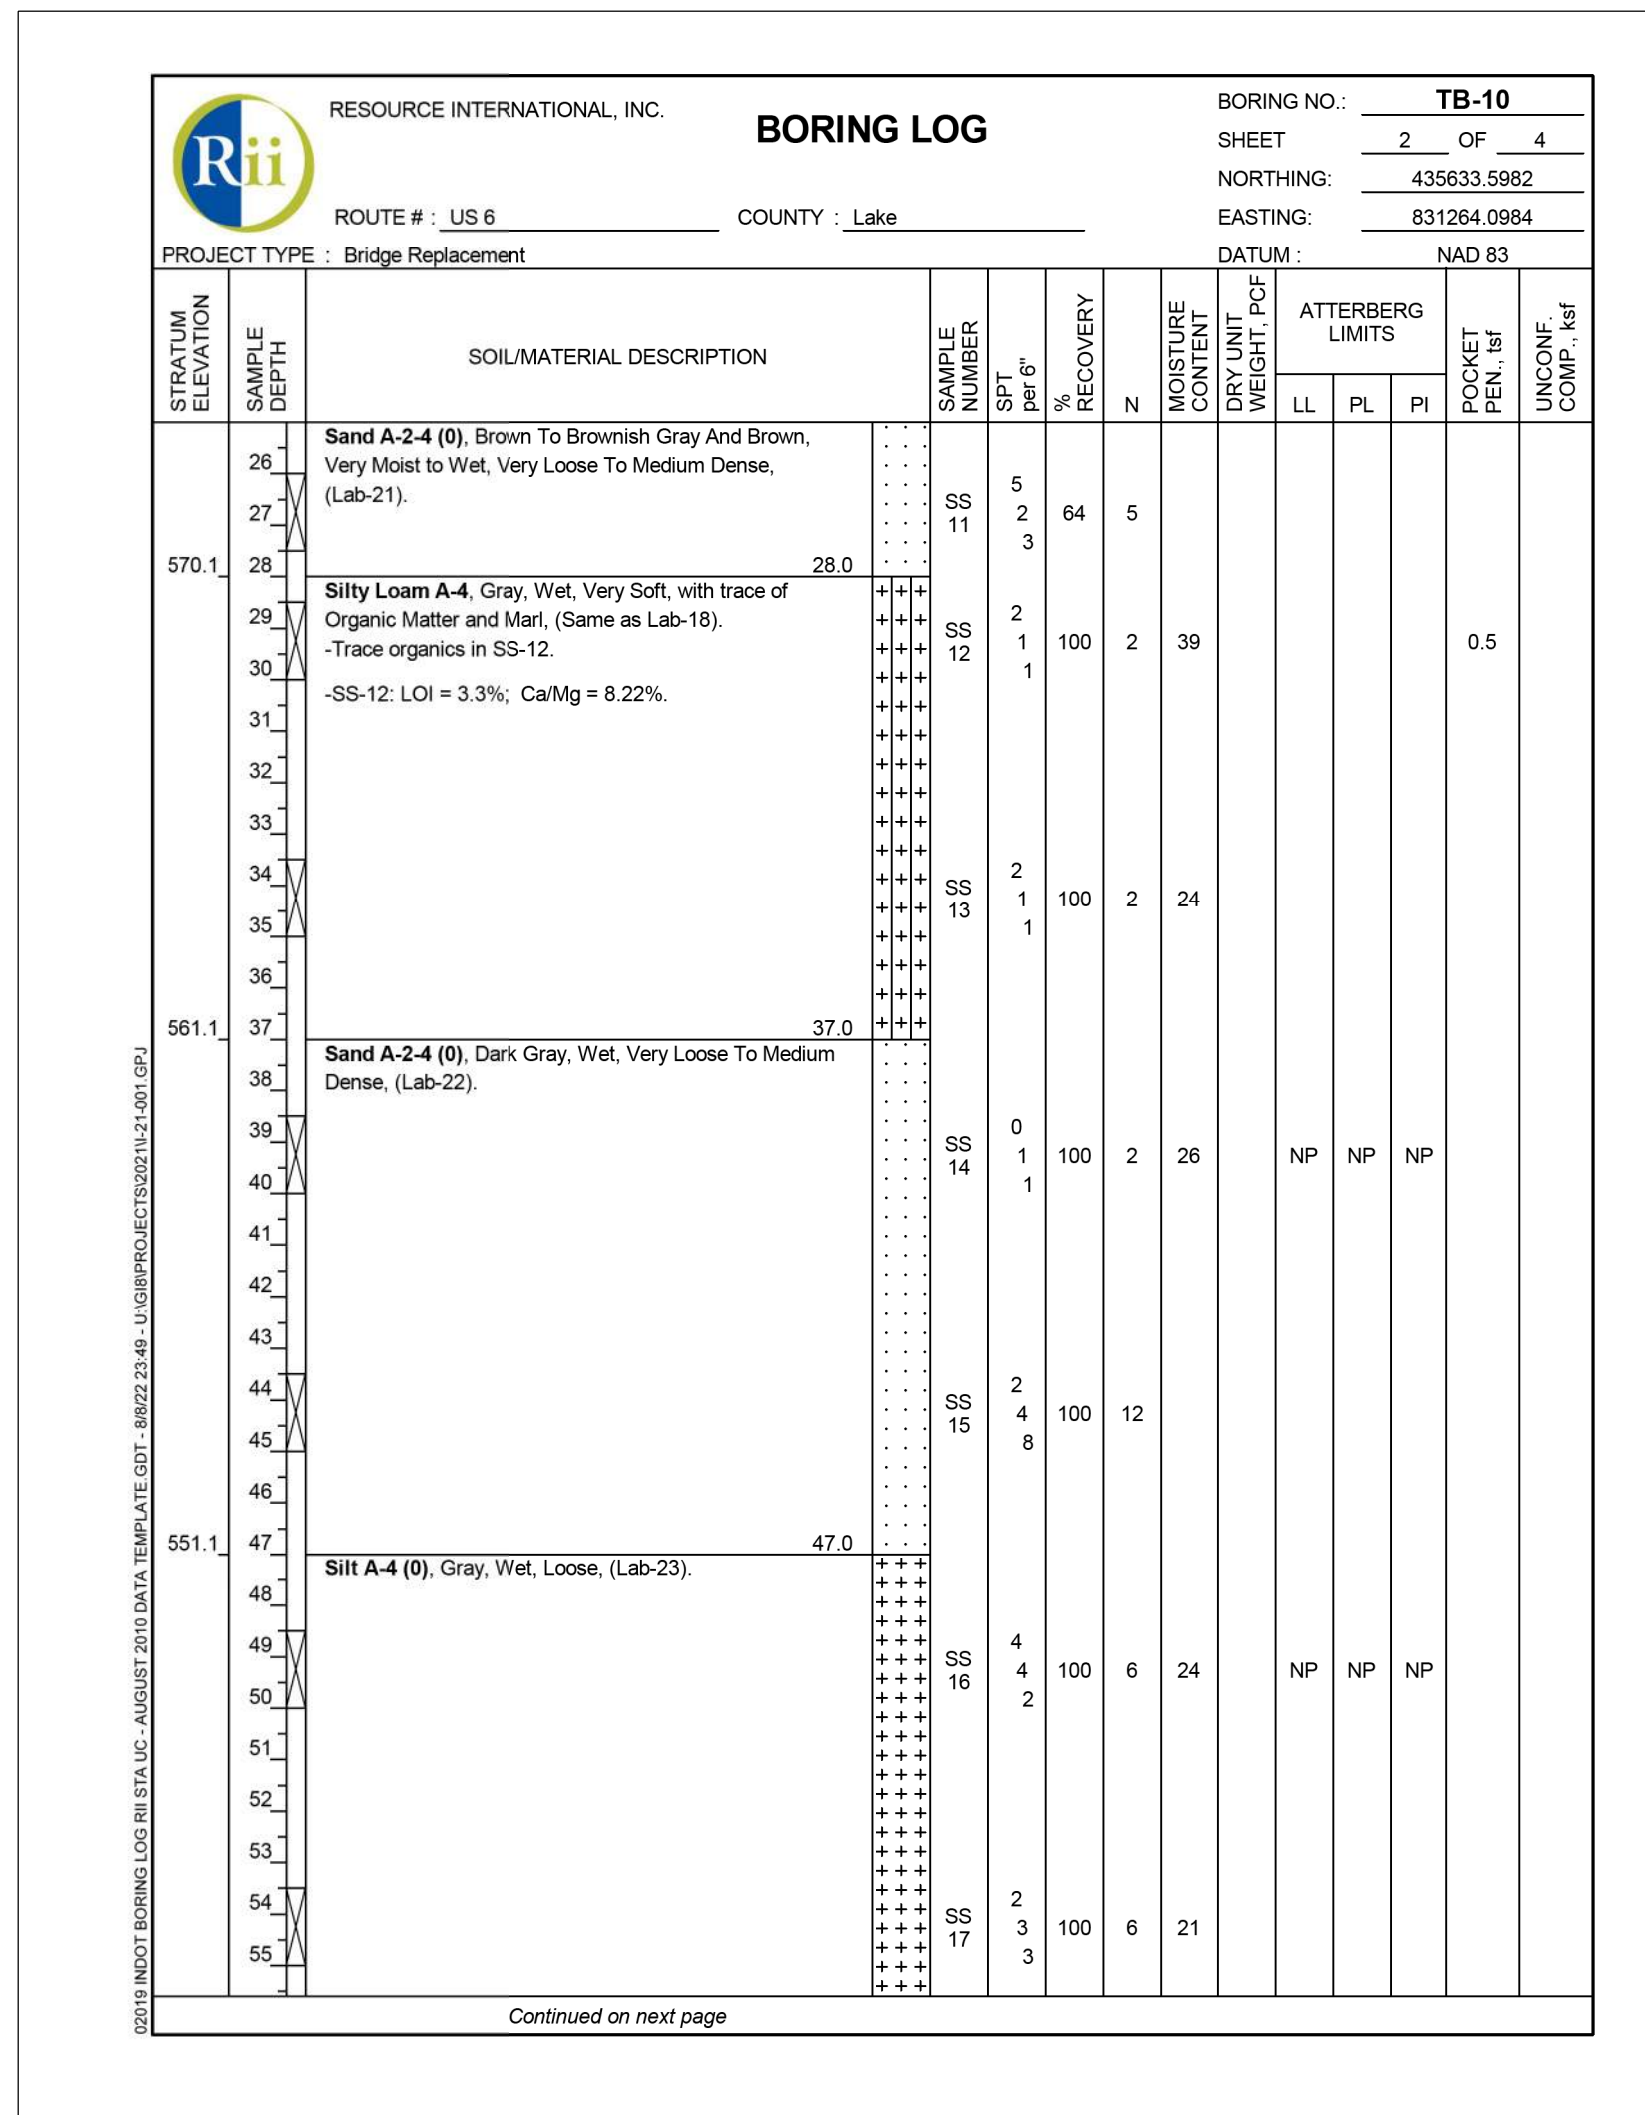 Rii
RESOURCE INTERNATIONAL, INC.
BORING LOG
BORING NO.: TB-10
SHEET 2 OF 4
NORTHING: 435633.5982
ROUTE # : US 6 COUNTY : Lake EASTING: 831264.0984
PROJECT TYPE : Bridge Replacement DATUM : NAD 83
STRATUM ELEVATION
SAMPLE DEPTH
SOIL/MATERIAL DESCRIPTION
SAMPLE NUMBER
SPT per 6"
% RECOVERY
N
MOISTURE CONTENT
DRY UNIT WEIGHT, PCF
ATTERBERG LIMITS
LL PL PI
POCKET PEN., tsf
UNCONF. COMP., ksf
Sand A-2-4 (0), Brown To Brownish Gray And Brown,
26 Very Moist to Wet, Very Loose To Medium Dense,
(Lab-21).
27 SS 11 5 2 3 64 5
570.1 28 28.0
Silty Loam A-4, Gray, Wet, Very Soft, with trace of
29 Organic Matter and Marl, (Same as Lab-18).
-Trace organics in SS-12. SS 12 2 1 1 100 2 39 0.5
30
-SS-12: LOI = 3.3%; Ca/Mg = 8.22%.
31
32
33
34
SS 13 2 1 1 100 2 24
35
36
561.1 37 37.0
Sand A-2-4 (0), Dark Gray, Wet, Very Loose To Medium
38 Dense, (Lab-22).
39
SS 14 0 1 1 100 2 26 NP NP NP
40
41
42
43
44
SS 15 2 4 8 100 12
45
46
551.1 47 47.0
Silt A-4 (0), Gray, Wet, Loose, (Lab-23).
48
49
SS 16 4 4 2 100 6 24 NP NP NP
50
51
52
53
54
SS 17 2 3 3 100 6 21
55
Continued on next page
02019 INDOT BORING LOG RII STA UC - AUGUST 2010 DATA TEMPLATE.GDT - 8/8/22 23:49 - U:\GI8\PROJECTS\2021\I-21-001.GPJ